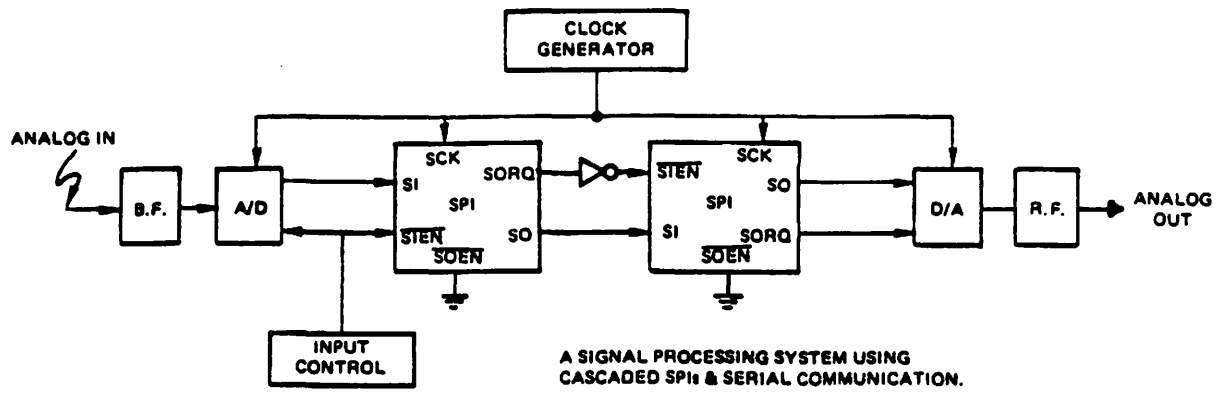 CLOCK
GENERATOR
ANALOG IN
B.F.
A/D
SCK
SI
SPI
SORQ
SO
STEN
SOEN
SCK
STEN
SPI
SI
SO
SORQ
SOEN
D/A
R.F.
ANALOG
OUT
INPUT
CONTROL
A SIGNAL PROCESSING SYSTEM USING
CASCADED SPIs & SERIAL COMMUNICATION.